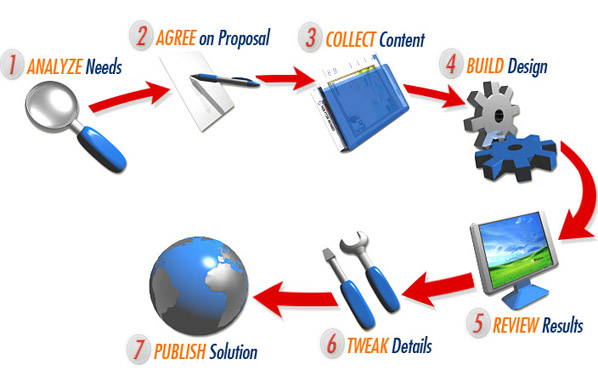 1 ANALYZE Needs
2 AGREE on Proposal
3 COLLECT Content
4 BUILD Design
5 REVIEW Results
6 TWEAK Details
7 PUBLISH Solution